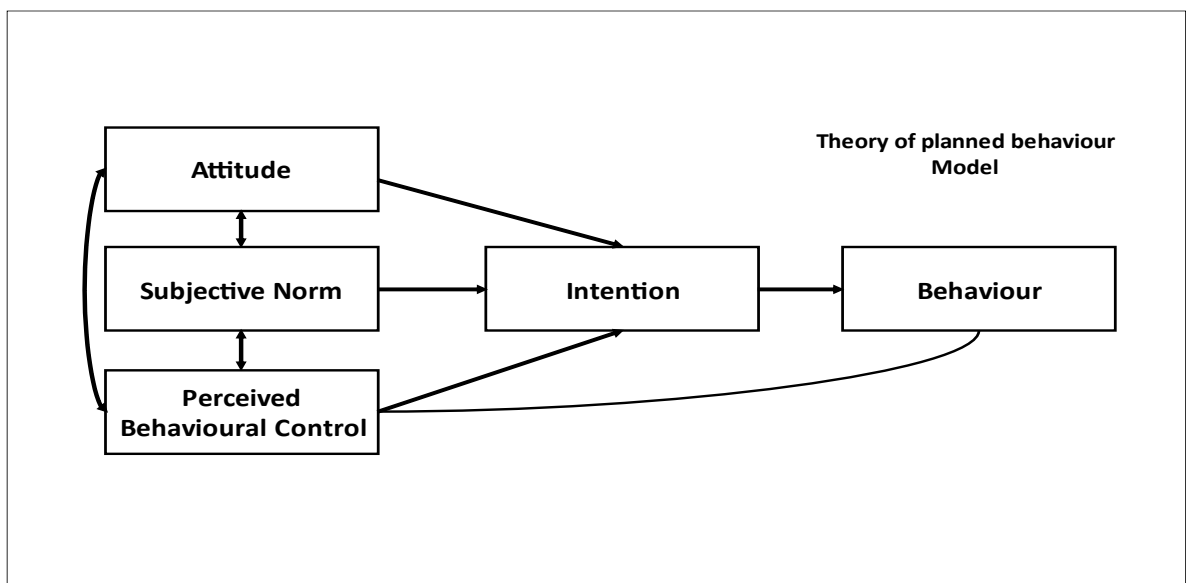 Theory of planned behaviour
Model
Attitude
Subjective Norm
Intention
Behaviour
Perceived
Behavioural Control